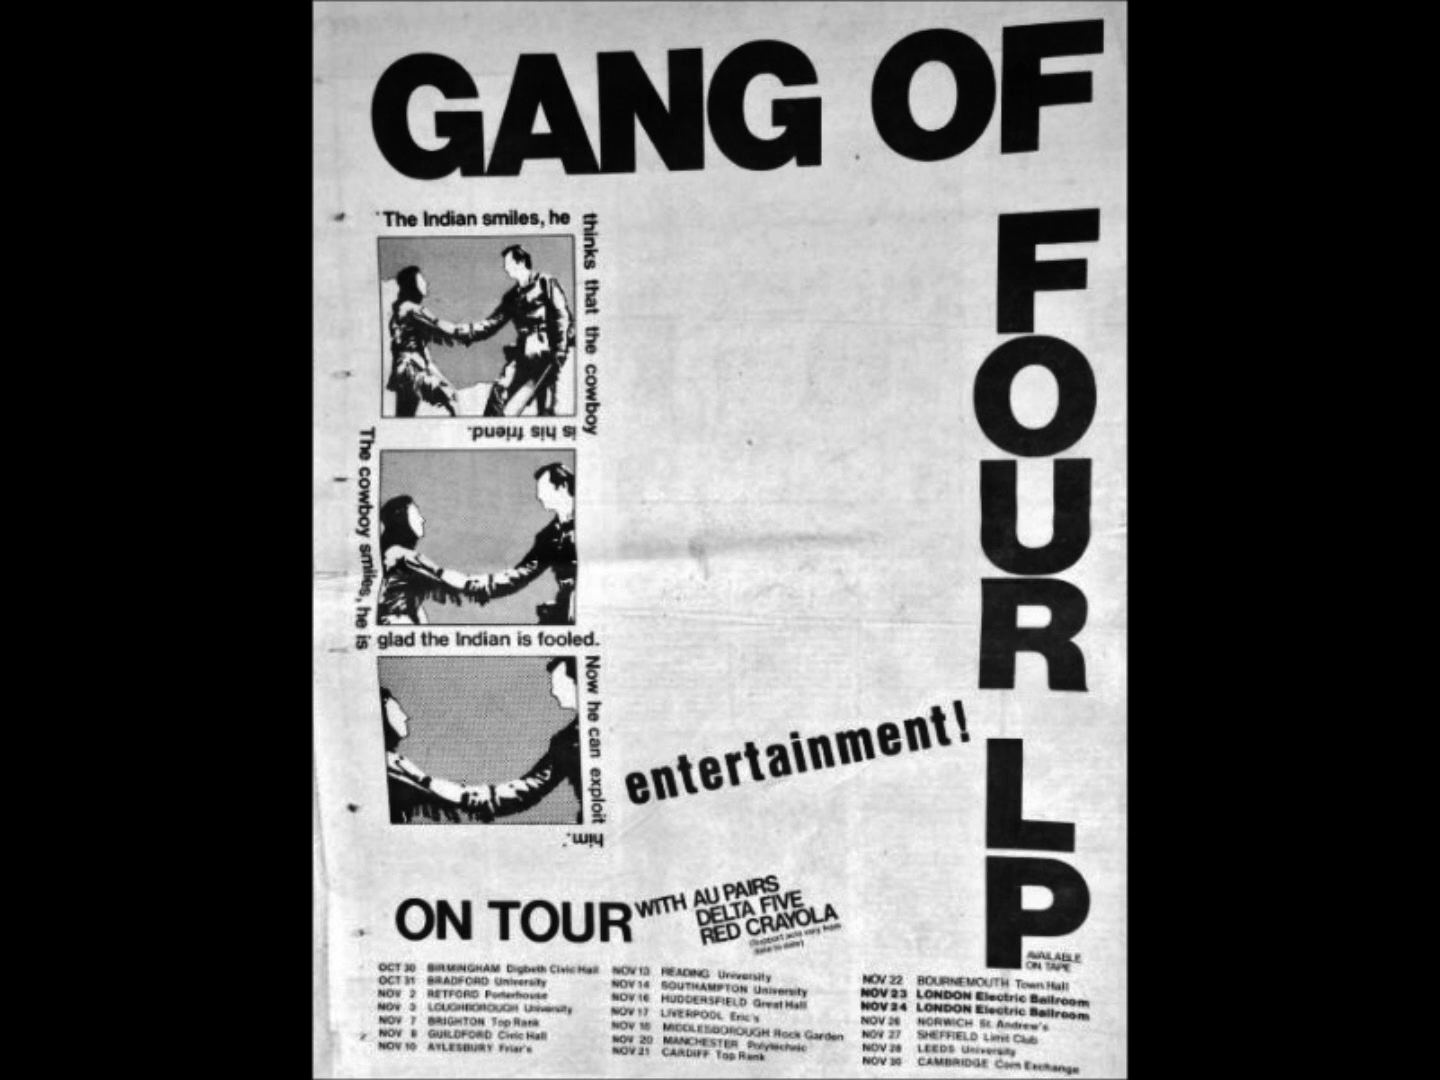 GANG OF
FOUR
LP
AVAILABLE
ON TAPE
'The Indian smiles, he
thinks that the cowboy
is his friend.
The cowboy smiles, he is
glad the Indian is fooled.
Now he can exploit
him.'
entertainment!
ON TOUR
WITH AU PAIRS
DELTA FIVE
RED CRAYOLA
(Support acts vary from
date to date)
OCT 30 BIRMINGHAM Digbeth Civic Hall
OCT 31 BRADFORD University
NOV 2 RETFORD Porterhouse
NOV 3 LOUGHBOROUGH University
NOV 7 BRIGHTON Top Rank
NOV 8 GUILDFORD Civic Hall
NOV 10 AYLESBURY Friar's
NOV 13 READING University
NOV 14 SOUTHAMPTON University
NOV 16 HUDDERSFIELD Great Hall
NOV 17 LIVERPOOL Eric's
NOV 18 MIDDLESBOROUGH Rock Garden
NOV 20 MANCHESTER Polytechnic
NOV 21 CARDIFF Top Rank
NOV 22 BOURNEMOUTH Town Hall
NOV 23 LONDON Electric Ballroom
NOV 24 LONDON Electric Ballroom
NOV 26 NORWICH St. Andrew's
NOV 27 SHEFFIELD Limit Club
NOV 28 LEEDS University
NOV 30 CAMBRIDGE Corn Exchange